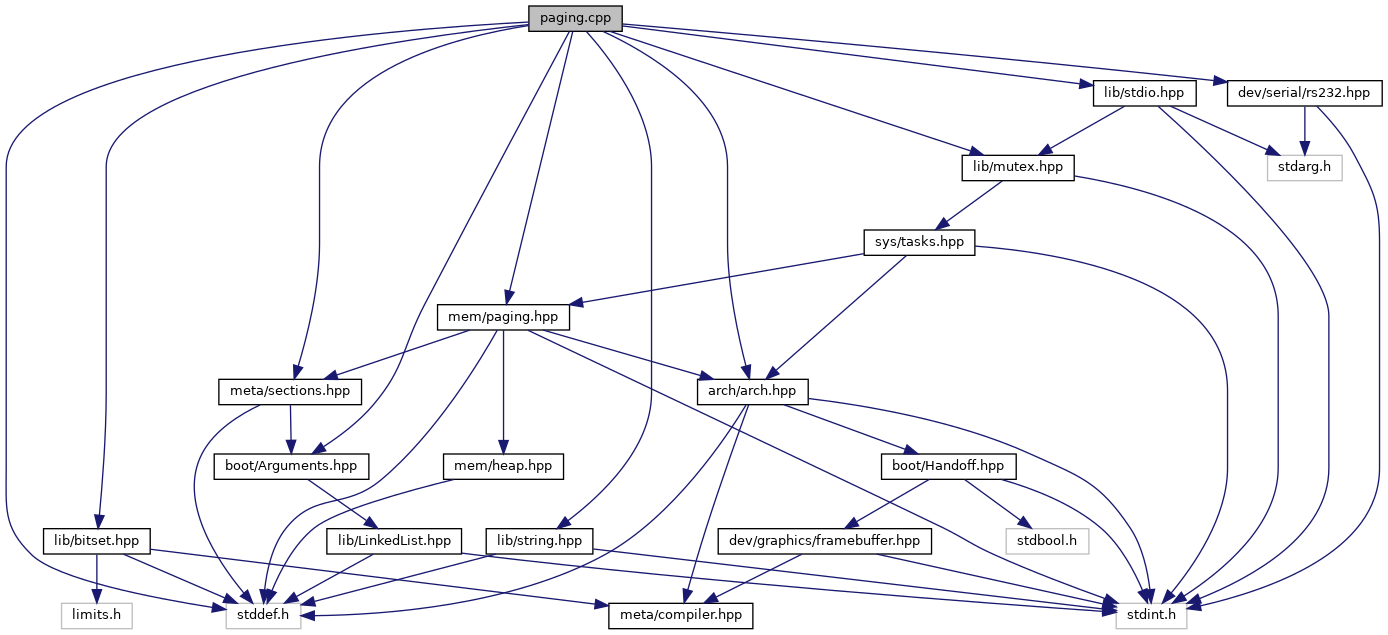 paging.cpp
lib/stdio.hpp
dev/serial/rs232.hpp
lib/mutex.hpp
stdarg.h
sys/tasks.hpp
mem/paging.hpp
meta/sections.hpp
arch/arch.hpp
boot/Arguments.hpp
mem/heap.hpp
boot/Handoff.hpp
lib/bitset.hpp
lib/LinkedList.hpp
lib/string.hpp
dev/graphics/framebuffer.hpp
stdbool.h
limits.h
stddef.h
meta/compiler.hpp
stdint.h